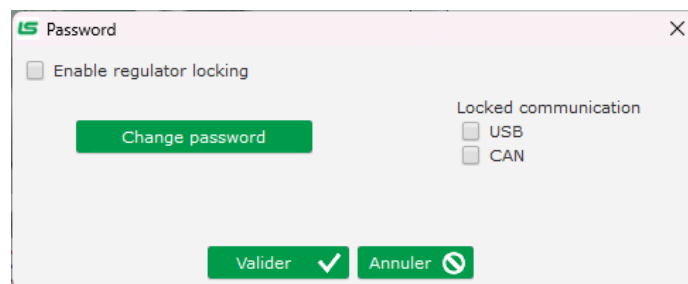 LS Password
Enable regulator locking
Locked communication
Change password
USB
CAN
Valider
Annuler